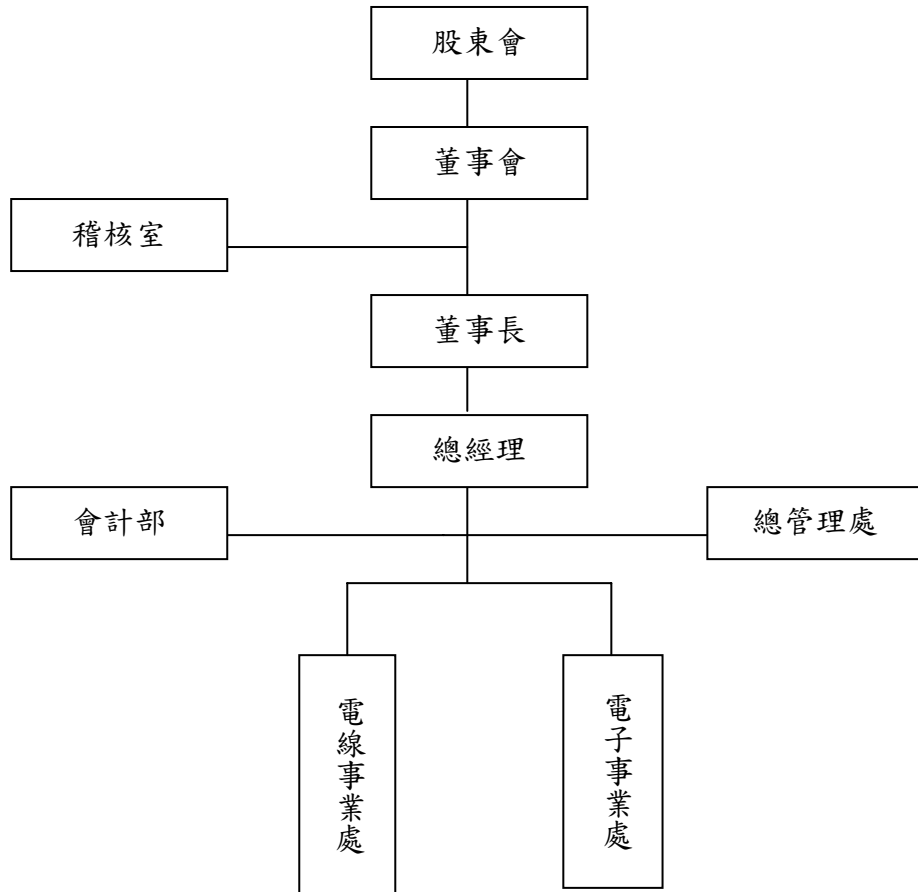 股東會
董事會
稽核室
董事長
總經理
會計部
總管理處
電線事業處
電子事業處